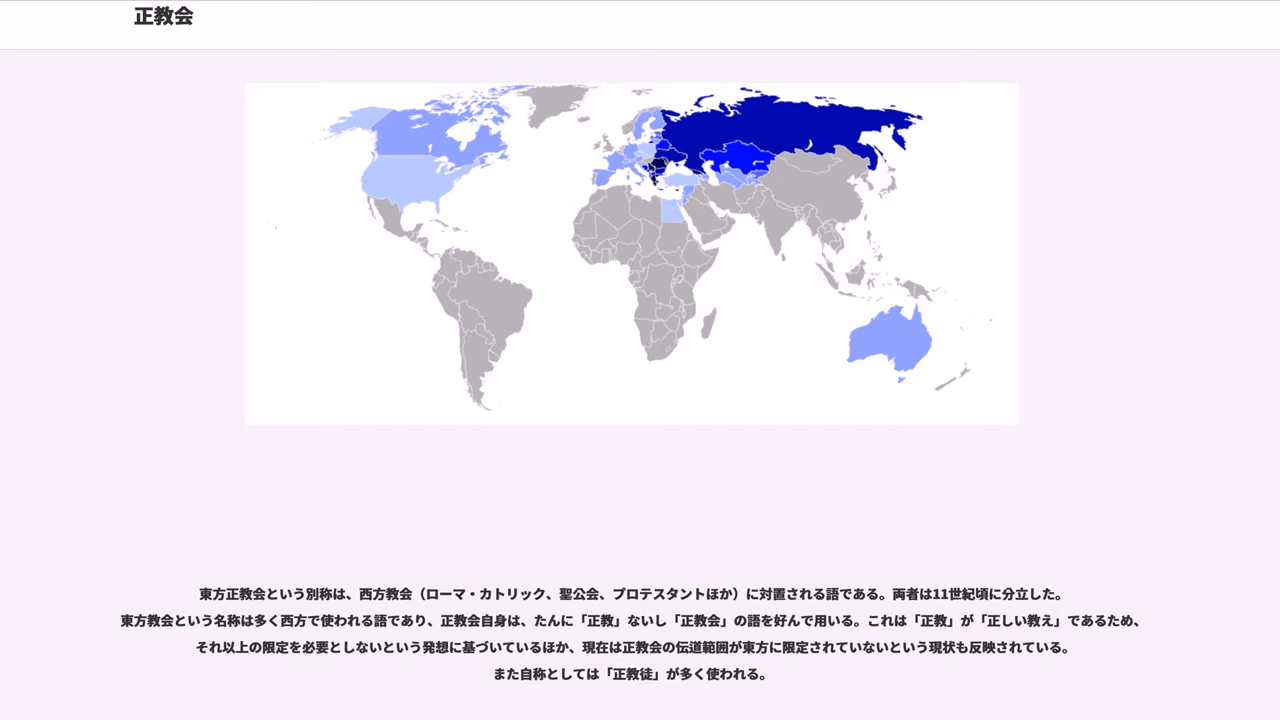 正教会
東方正教会という別称は、西方教会（ローマ・カトリック、聖公会、プロテスタントほか）に対置される語である。両者は11世紀頃に分立した。
東方教会という名称は多く西方で使われる語であり、正教会自身は、たんに「正教」ないし「正教会」の語を好んで用いる。これは「正教」が「正しい教え」であるため、
それ以上の限定を必要としないという発想に基づいているほか、現在は正教会の伝道範囲が東方に限定されていないという現状も反映されている。
また自称としては「正教徒」が多く使われる。